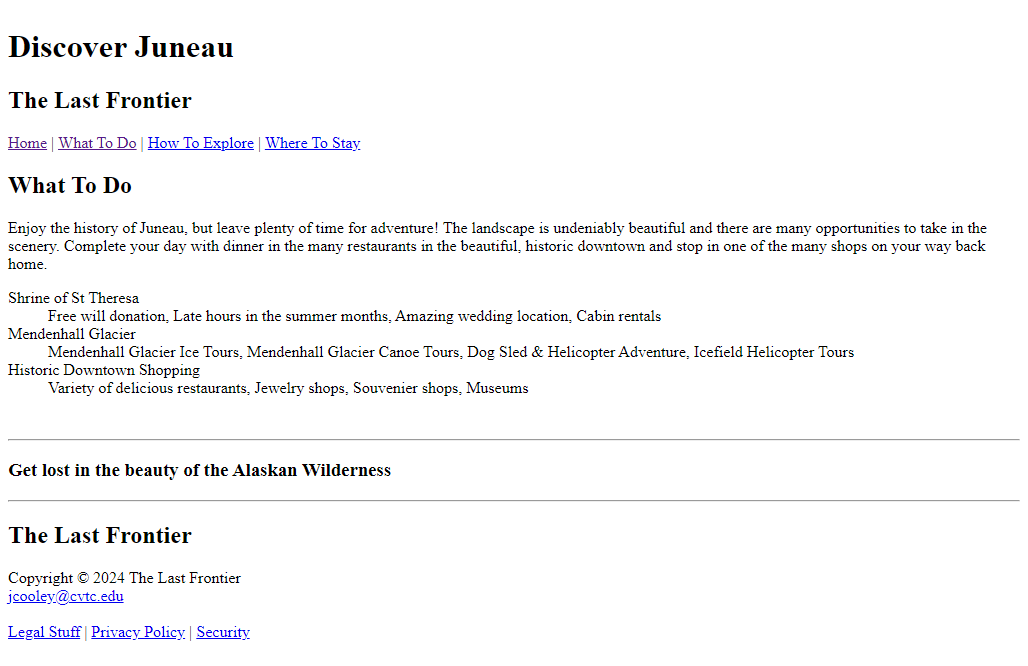 Discover Juneau
The Last Frontier
Home | What To Do | How To Explore | Where To Stay
What To Do
Enjoy the history of Juneau, but leave plenty of time for adventure! The landscape is undeniably beautiful and there are many opportunities to take in the
scenery. Complete your day with dinner in the many restaurants in the beautiful, historic downtown and stop in one of the many shops on your way back
home.
Shrine of St Theresa
Free will donation, Late hours in the summer months, Amazing wedding location, Cabin rentals
Mendenhall Glacier
Mendenhall Glacier Ice Tours, Mendenhall Glacier Canoe Tours, Dog Sled & Helicopter Adventure, Icefield Helicopter Tours
Historic Downtown Shopping
Variety of delicious restaurants, Jewelry shops, Souvenier shops, Museums
Get lost in the beauty of the Alaskan Wilderness
The Last Frontier
Copyright © 2024 The Last Frontier
jcooley@cvtc.edu
Legal Stuff | Privacy Policy | Security